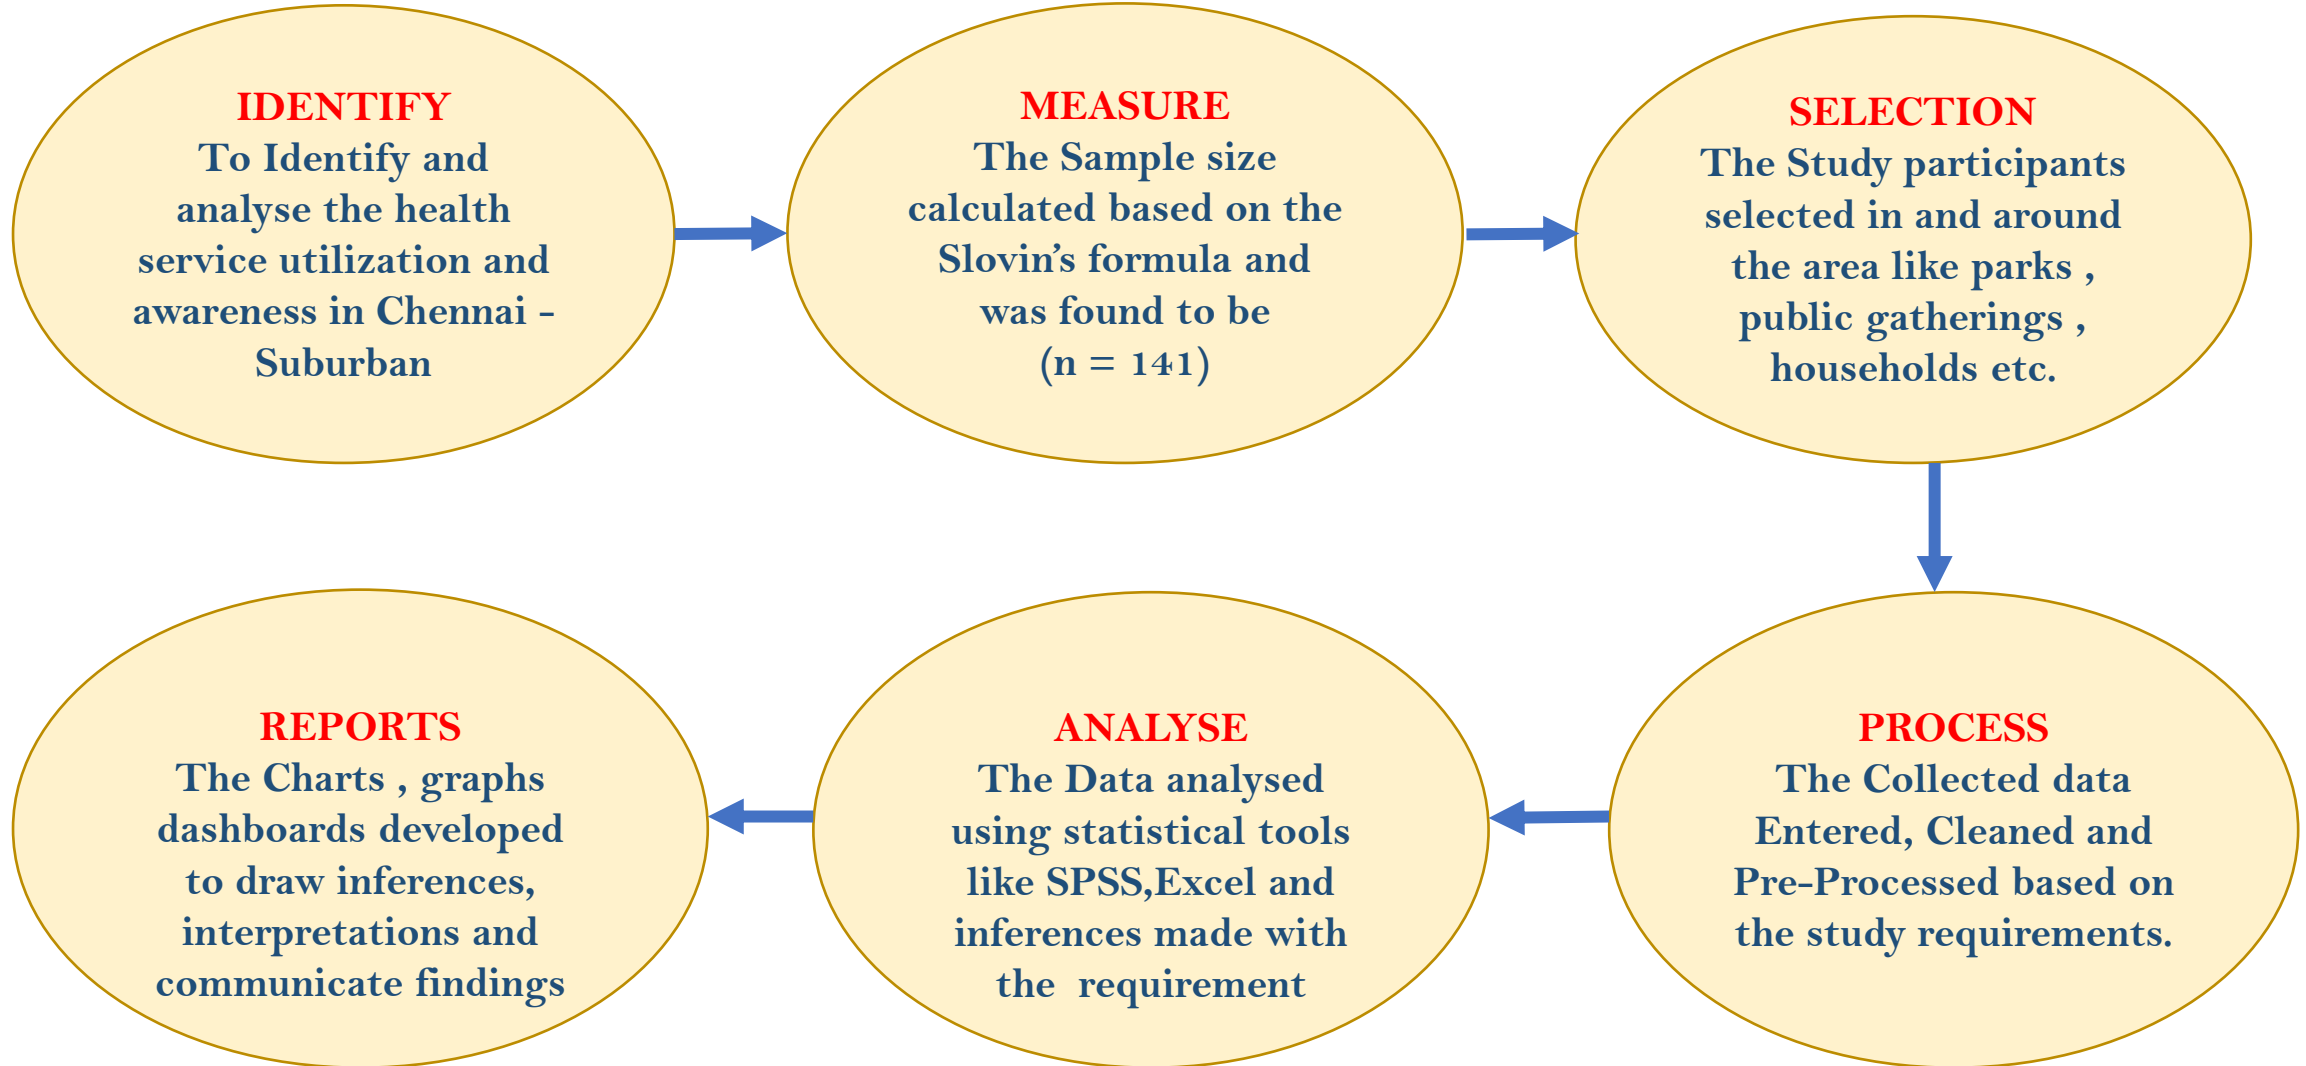 IDENTIFY
To Identify and
analyse the health
service utilization and
awareness in Chennai -
Suburban
MEASURE
The Sample size
calculated based on the
Slovin’s formula and
was found to be
(n = 141)
SELECTION
The Study participants
selected in and around
the area like parks ,
public gatherings ,
households etc.
PROCESS
The Collected data
Entered, Cleaned and
Pre-Processed based on
the study requirements.
ANALYSE
The Data analysed
using statistical tools
like SPSS,Excel and
inferences made with
the  requirement
REPORTS
The Charts , graphs
dashboards developed
to draw inferences,
interpretations and
communicate findings